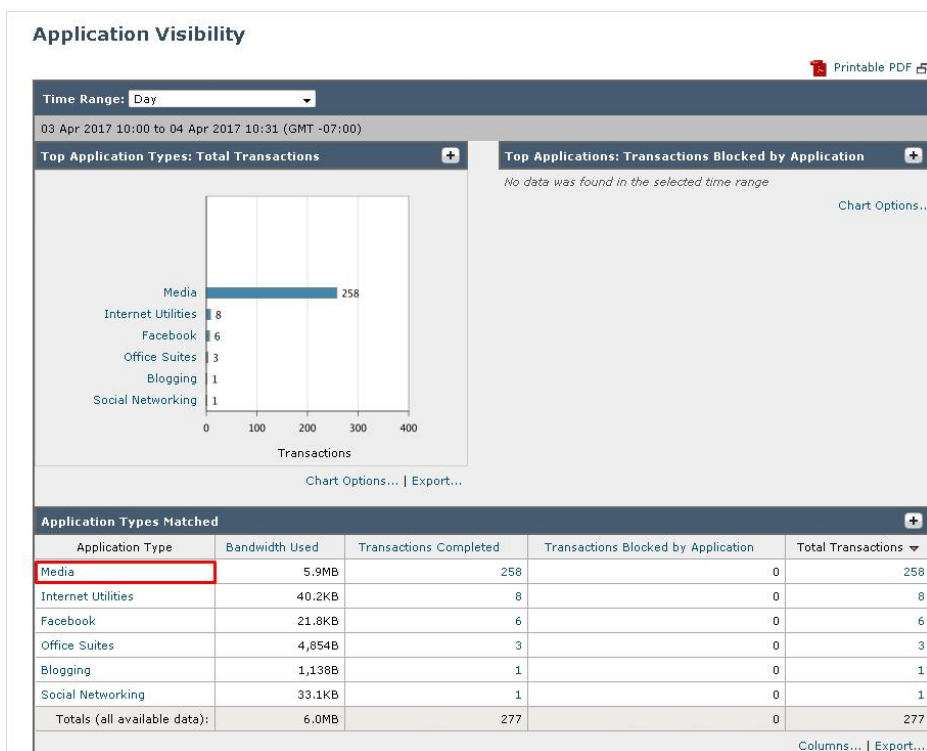 Application Visibility
Printable PDF
Time Range: Day
03 Apr 2017 10:00 to 04 Apr 2017 10:31 (GMT -07:00)
Top Application Types: Total Transactions
Media 258
Internet Utilities 8
Facebook 6
Office Suites 3
Blogging 1
Social Networking 1
0 100 200 300 400
Transactions
Chart Options... | Export...
Top Applications: Transactions Blocked by Application
No data was found in the selected time range
Chart Options..
Application Types Matched
Application Type Bandwidth Used Transactions Completed Transactions Blocked by Application Total Transactions
Media 5.9MB 258 0 258
Internet Utilities 40.2KB 8 0 8
Facebook 21.8KB 6 0 6
Office Suites 4,854B 3 0 3
Blogging 1,138B 1 0 1
Social Networking 33.1KB 1 0 1
Totals (all available data): 6.0MB 277 0 277
Columns... | Export...